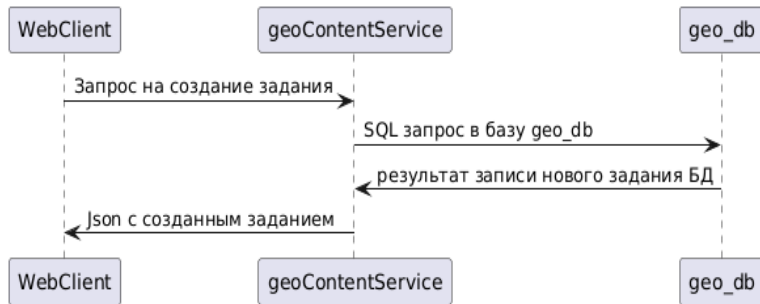 WebClient
geoContentService
geo_db
Запрос на создание задания
SQL запрос в базу geo_db
результат записи нового задания БД
Json с созданным заданием
WebClient
geoContentService
geo_db